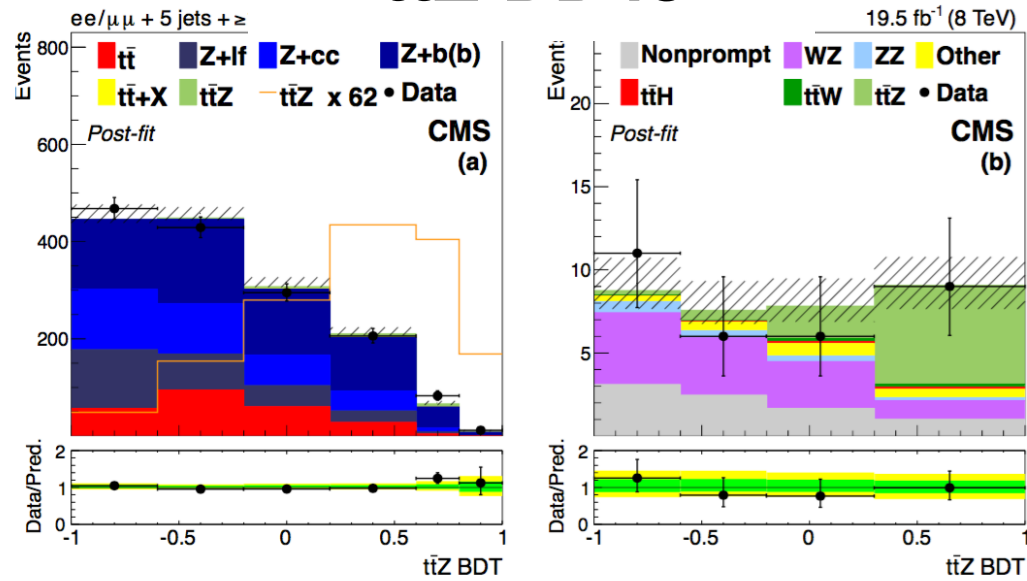 ee/μμ + 5 jets + ≥
19.5 fb⁻¹ (8 TeV)
Events
800
600
400
200
tt̄
Z+lf
Z+cc
Z+b(b)
tt̄+X
tt̄Z
tt̄Z x 62
Data
Post-fit
CMS
(a)
Data/Pred.
2
1
0
-1
-0.5
0
0.5
1
tt̄Z BDT
Events
20
15
10
5
Nonprompt
WZ
ZZ
Other
tt̄H
tt̄W
tt̄Z
Data
Post-fit
CMS
(b)
Data/Pred.
2
1
0
-1
-0.5
0
0.5
1
tt̄Z BDT